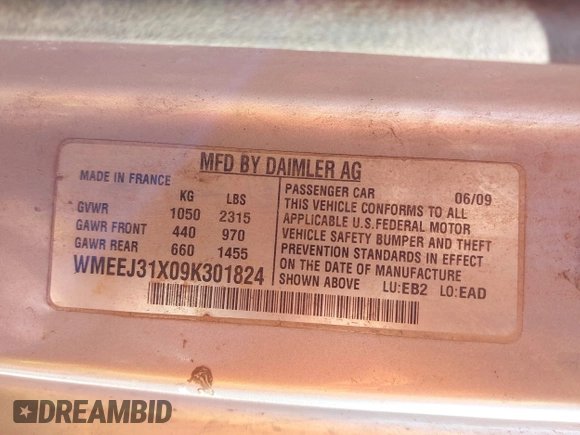 MFD BY DAIMLER AG
MADE IN FRANCE
KG LBS
GVWR 1050 2315
GAWR FRONT 440 970
GAWR REAR 660 1455
WMEEJ31X09K301824
PASSENGER CAR 06/09
THIS VEHICLE CONFORMS TO ALL
APPLICABLE U.S.FEDERAL MOTOR
VEHICLE SAFETY BUMPER AND THEFT
PREVENTION STANDARDS IN EFFECT
ON THE DATE OF MANUFACTURE
SHOWN ABOVE LU:EB2 LO:EAD
DREAMBID